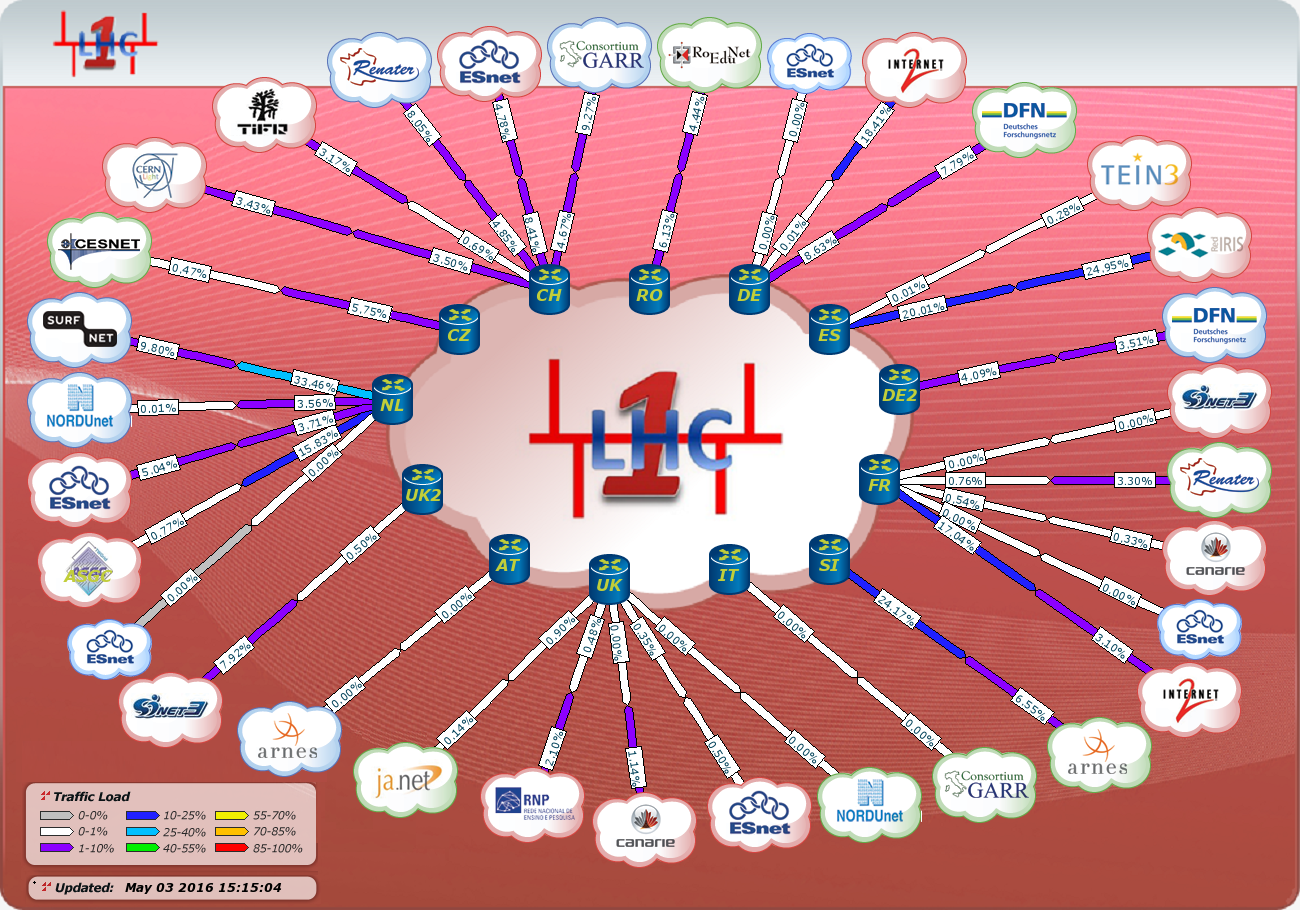 1
LHC
Renater
ESnet
Consortium
GARR
RoEduNet
ESnet
INTERNET
2
TIFR
DFN
Deutsches
Forschungsnetz
CERN
Light
TEIN3
CESNET
RedIRIS
SURF
NET
DFN
Deutsches
Forschungsnetz
NORDUnet
SINET3
ESnet
Renater
ASGC
canarie
ESnet
ESnet
SINET3
INTERNET
2
arnes
arnes
ja.net
Consortium
GARR
RNP
REDE NACIONAL DE
ENSINO E PESQUISA
canarie
ESnet
NORDUnet
8.05%
4.78%
9.27%
4.44%
0.00%
18.41%
3.17%
7.79%
3.43%
0.28%
4.85%
8.41%
4.67%
6.13%
0.00%
0.01%
0.69%
8.63%
3.50%
0.47%
24.95%
0.01%
20.01%
5.75%
9.80%
33.46%
3.51%
4.09%
0.01%
3.56%
3.71%
5.04%
15.83%
0.00%
0.77%
0.00%
0.00%
0.00%
0.76%
3.30%
0.54%
0.33%
0.00%
0.00%
17.04%
3.10%
0.50%
7.92%
0.00%
0.00%
0.90%
0.14%
0.48%
2.10%
0.00%
1.14%
0.35%
0.50%
0.00%
0.00%
0.00%
0.00%
24.17%
6.55%
CH
RO
DE
CZ
ES
NL
DE2
1
LHC
UK2
FR
AT
UK
IT
SI
Traffic Load
0-0%
10-25%
55-70%
0-1%
25-40%
70-85%
1-10%
40-55%
85-100%
Updated: May 03 2016 15:15:04